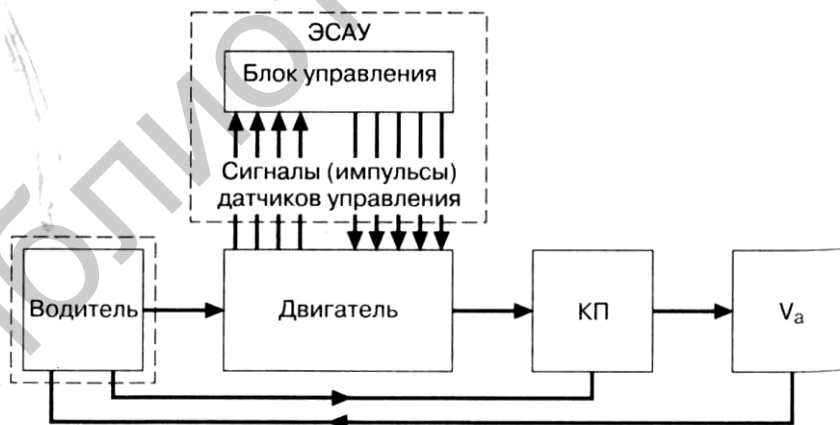 ЭСАУ
Блок управления
Сигналы (импульсы)
датчиков управления
Водитель
Двигатель
КП
Vа